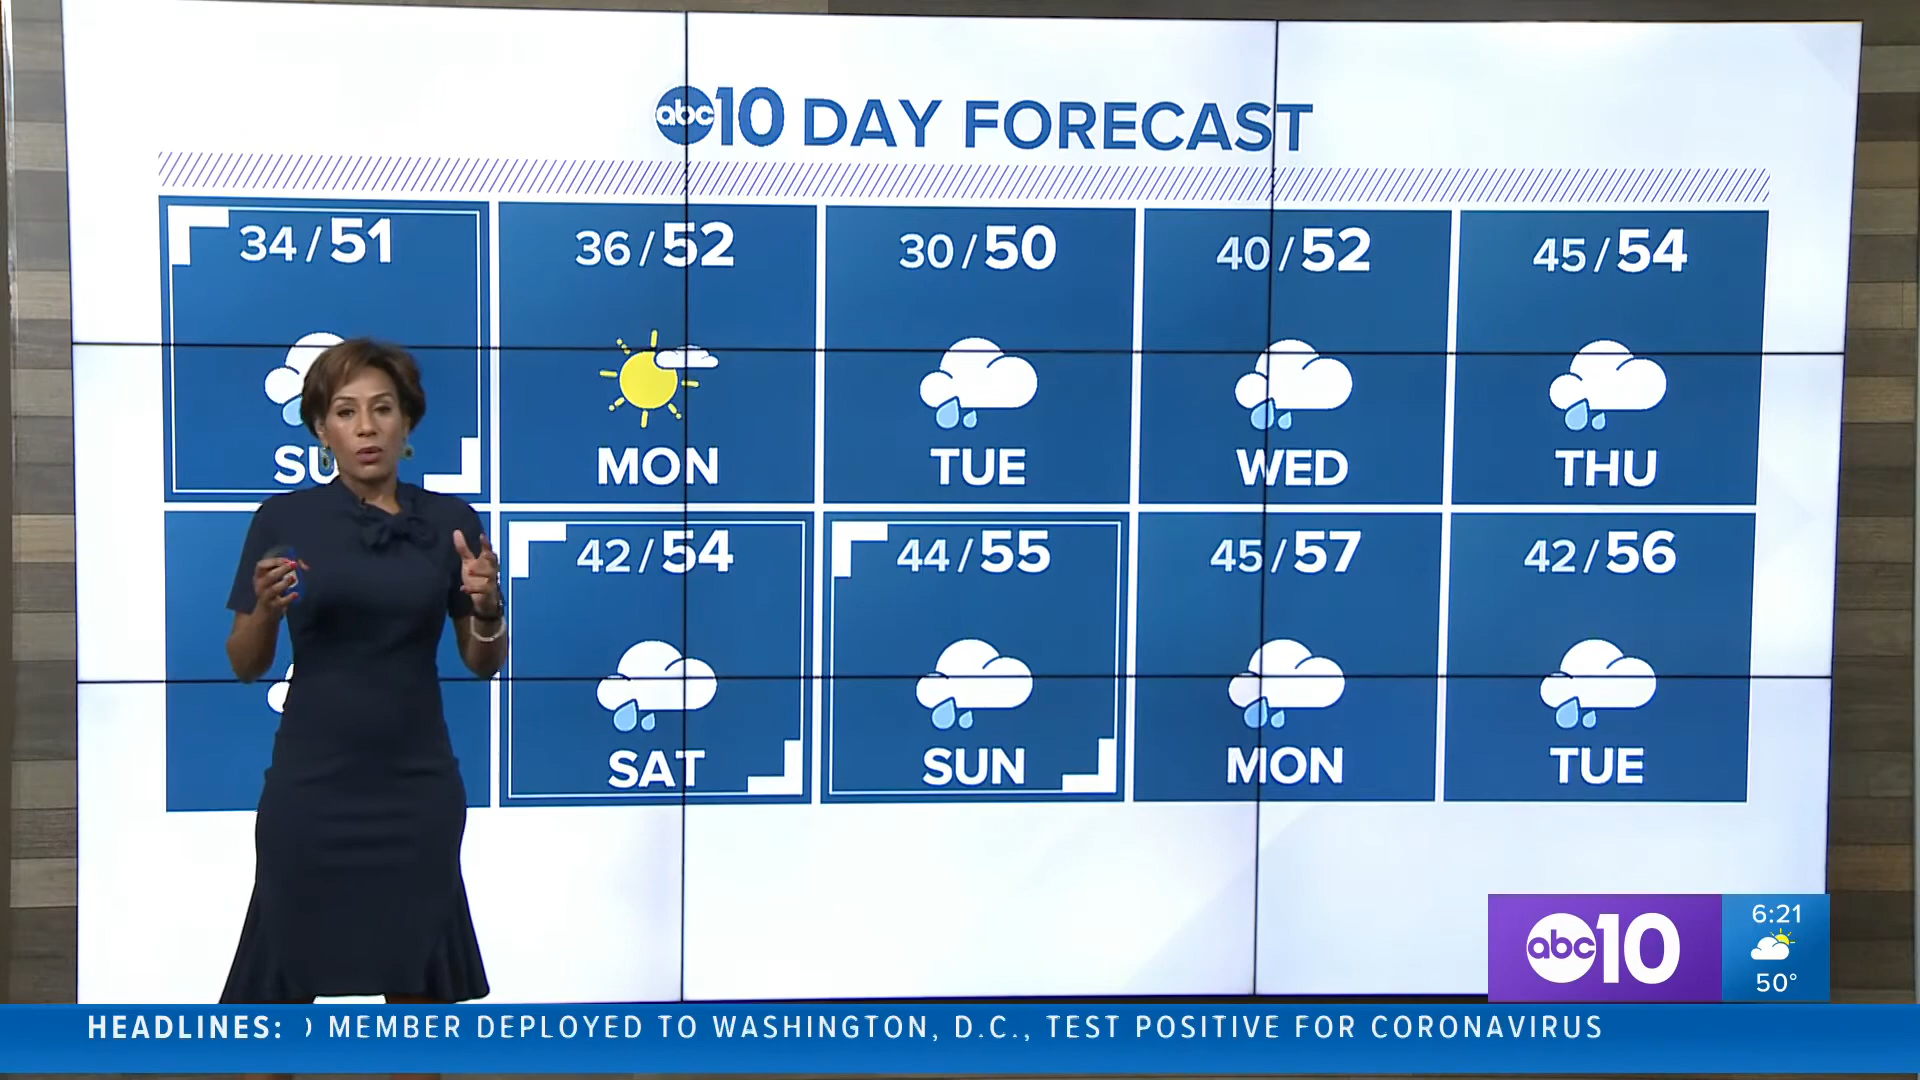 abc10 DAY FORECAST
34/51
36/52
30/50
40/52
45/54
MON
TUE
WED
THU
42/54
44/55
45/57
42/56
SAT
SUN
MON
TUE
abc10
6:21
50°
HEADLINES: MEMBER DEPLOYED TO WASHINGTON, D.C., TEST POSITIVE FOR CORONAVIRUS